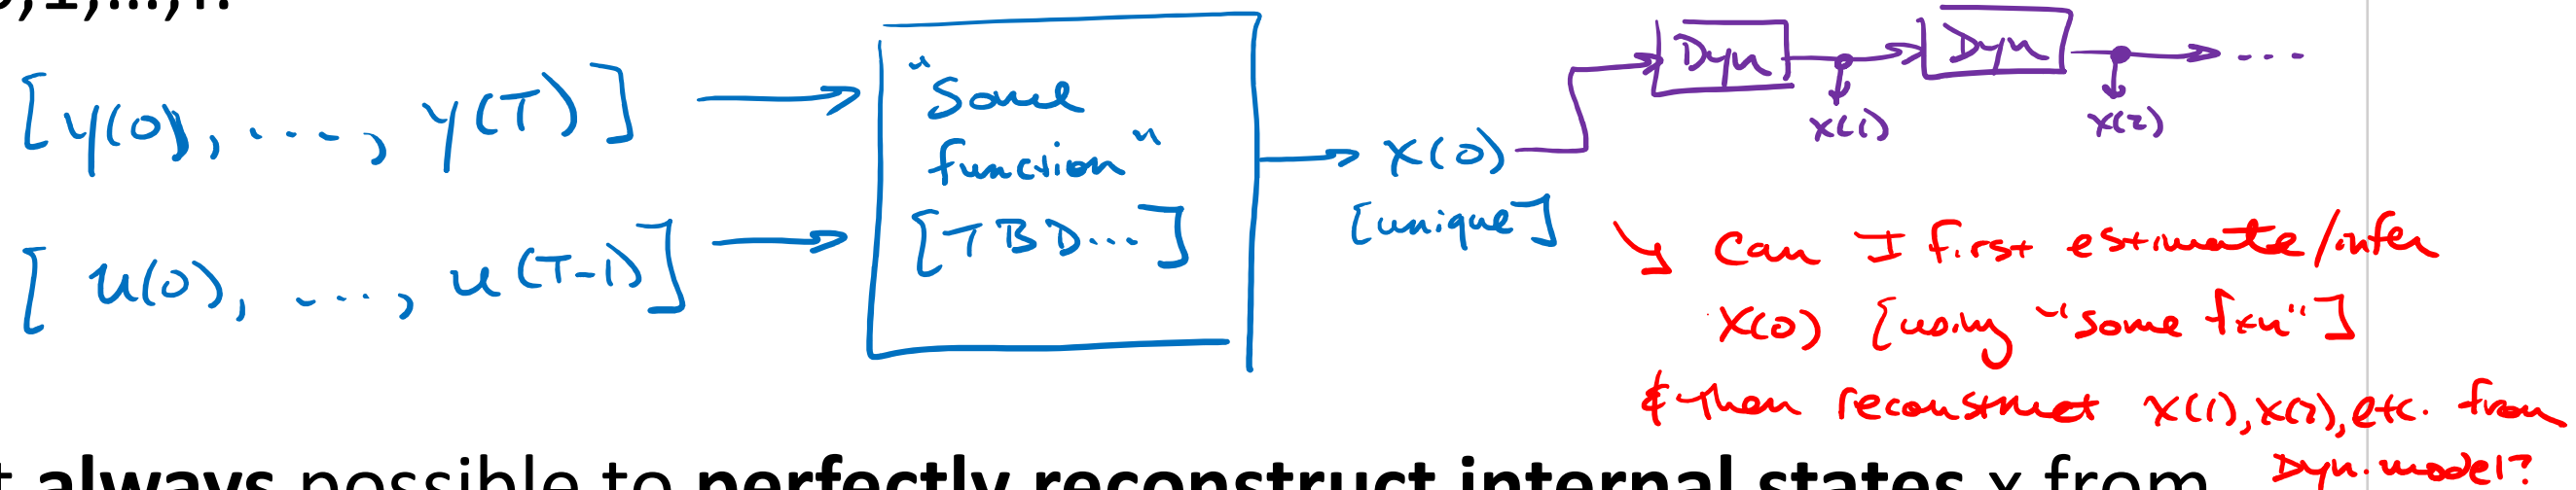 [y(0), ..., y(T)]
[u(0), ..., u(T-1)]
"Some
function"
[TBD...]
x(0)
[unique]
Dyn
Dyn
...
x(1)
x(2)
↘ Can I first estimate/infer
x(0) [using "some fxn"]
& then reconstruct x(1), x(2), etc. from
Dyn. model?
always possible to perfectly reconstruct internal states x from